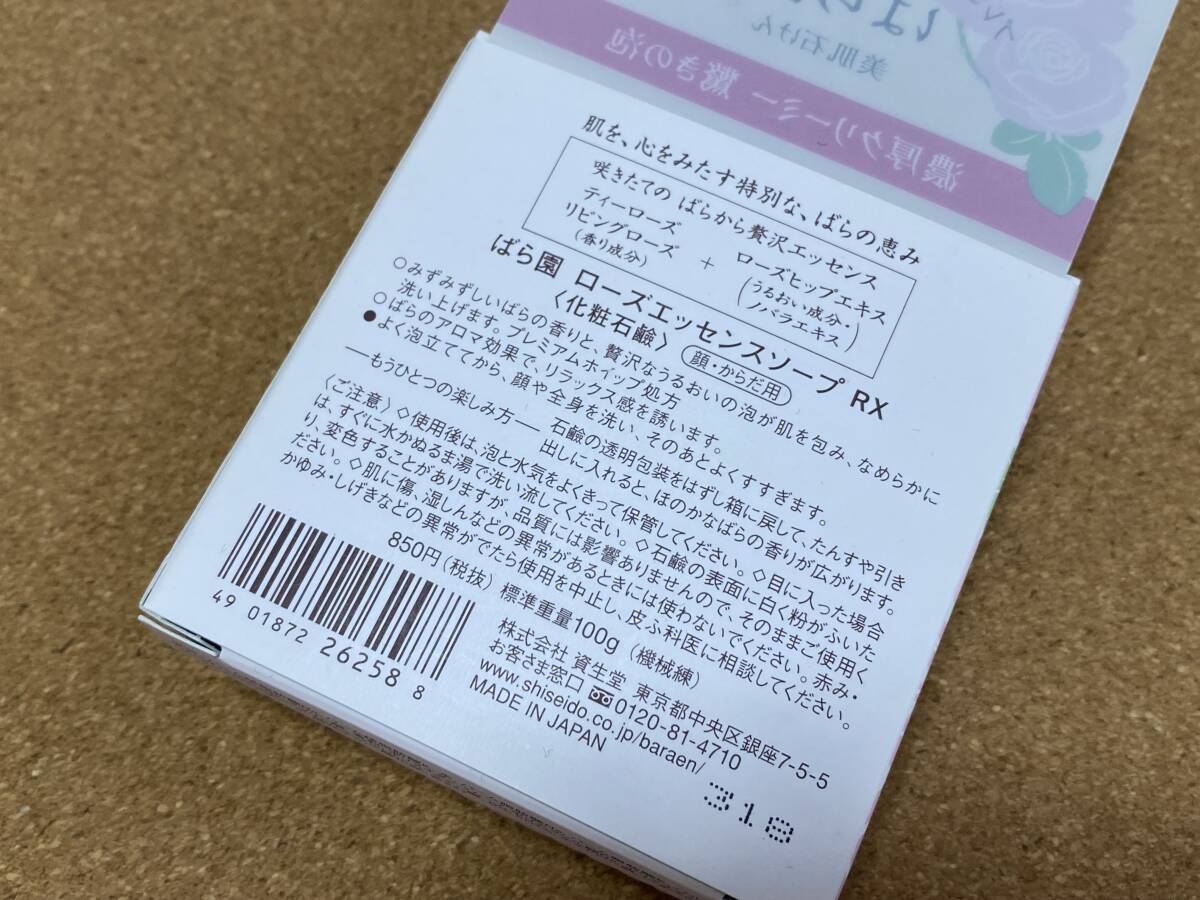 美肌石けん
濃厚クリーミー 驚きの泡
肌を、心をみたす特別な、ばらの恵み
咲きたての ばらから贅沢エッセンス
ティーローズ
リビングローズ
(香り成分)
+
ローズヒップエキス
(うるおい成分・
ノバラエキス)
ばら園 ローズエッセンスソープ RX
〈化粧石鹸〉 顔・からだ用
○みずみずしいばらの香りと、贅沢なうるおいの泡が肌を包み、なめらかに
洗い上げます。プレミアムホイップ処方
○ばらのアロマ効果で、リラックス感を誘います。
●よく泡立ててから、顔や全身を洗い、そのあとよくすすぎます。
―もうひとつの楽しみ方― 石鹸の透明包装をはずし箱に戻して、たんすや引き
出しに入れると、ほのかなばらの香りが広がります。
〈ご注意〉◇使用後は、泡と水気をよくきって保管してください。◇目に入った場合
は、すぐに水かぬるま湯で洗い流してください。◇石鹸の表面に白く粉がふいた
り、変色することがありますが、品質には影響ありませんので、そのままご使用く
ださい。◇肌に傷、湿しんなどの異常があるときには使わないでください。赤み・
かゆみ・しげきなどの異常がでたら使用を中止し、皮ふ科医に相談してください。
850円(税抜) 標準重量100g (機械練)
株式会社 資生堂 東京都中央区銀座7-5-5
お客さま窓口 0120-81-4710
www.shiseido.co.jp/baraen/
MADE IN JAPAN
49 01872 26258 8
318